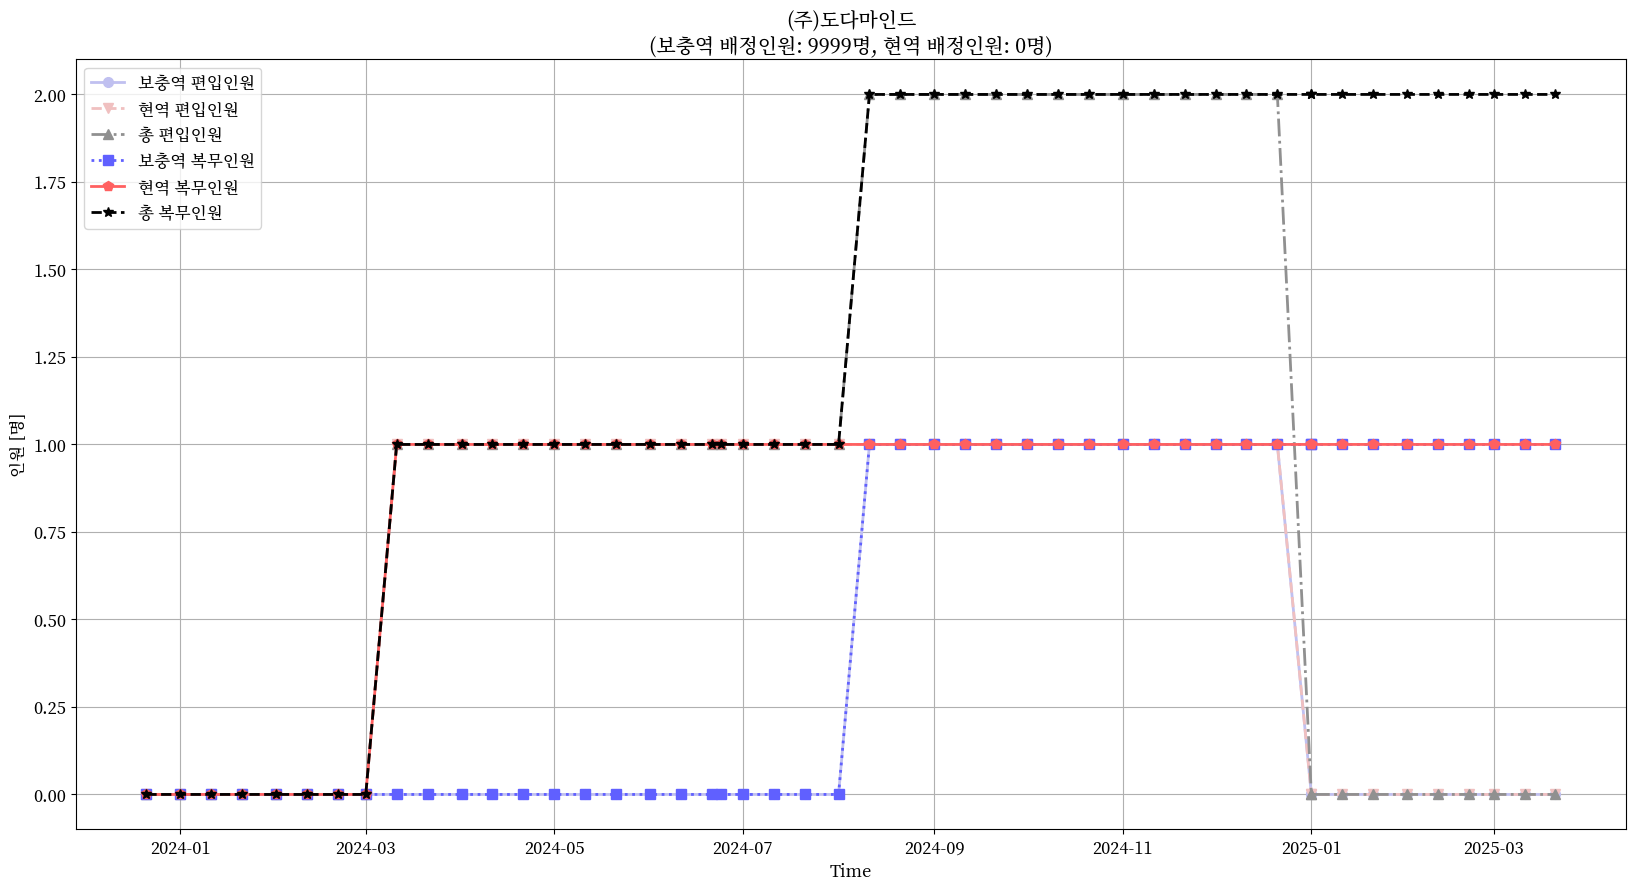 (주)도다마인드
(보충역 배정인원: 9999명, 현역 배정인원: 0명)
보충역 편입인원
현역 편입인원
총 편입인원
보충역 복무인원
현역 복무인원
총 복무인원
2.00
1.75
1.50
1.25
1.00
0.75
0.50
0.25
0.00
인원 [명]
2024-01
2024-03
2024-05
2024-07
2024-09
2024-11
2025-01
2025-03
Time